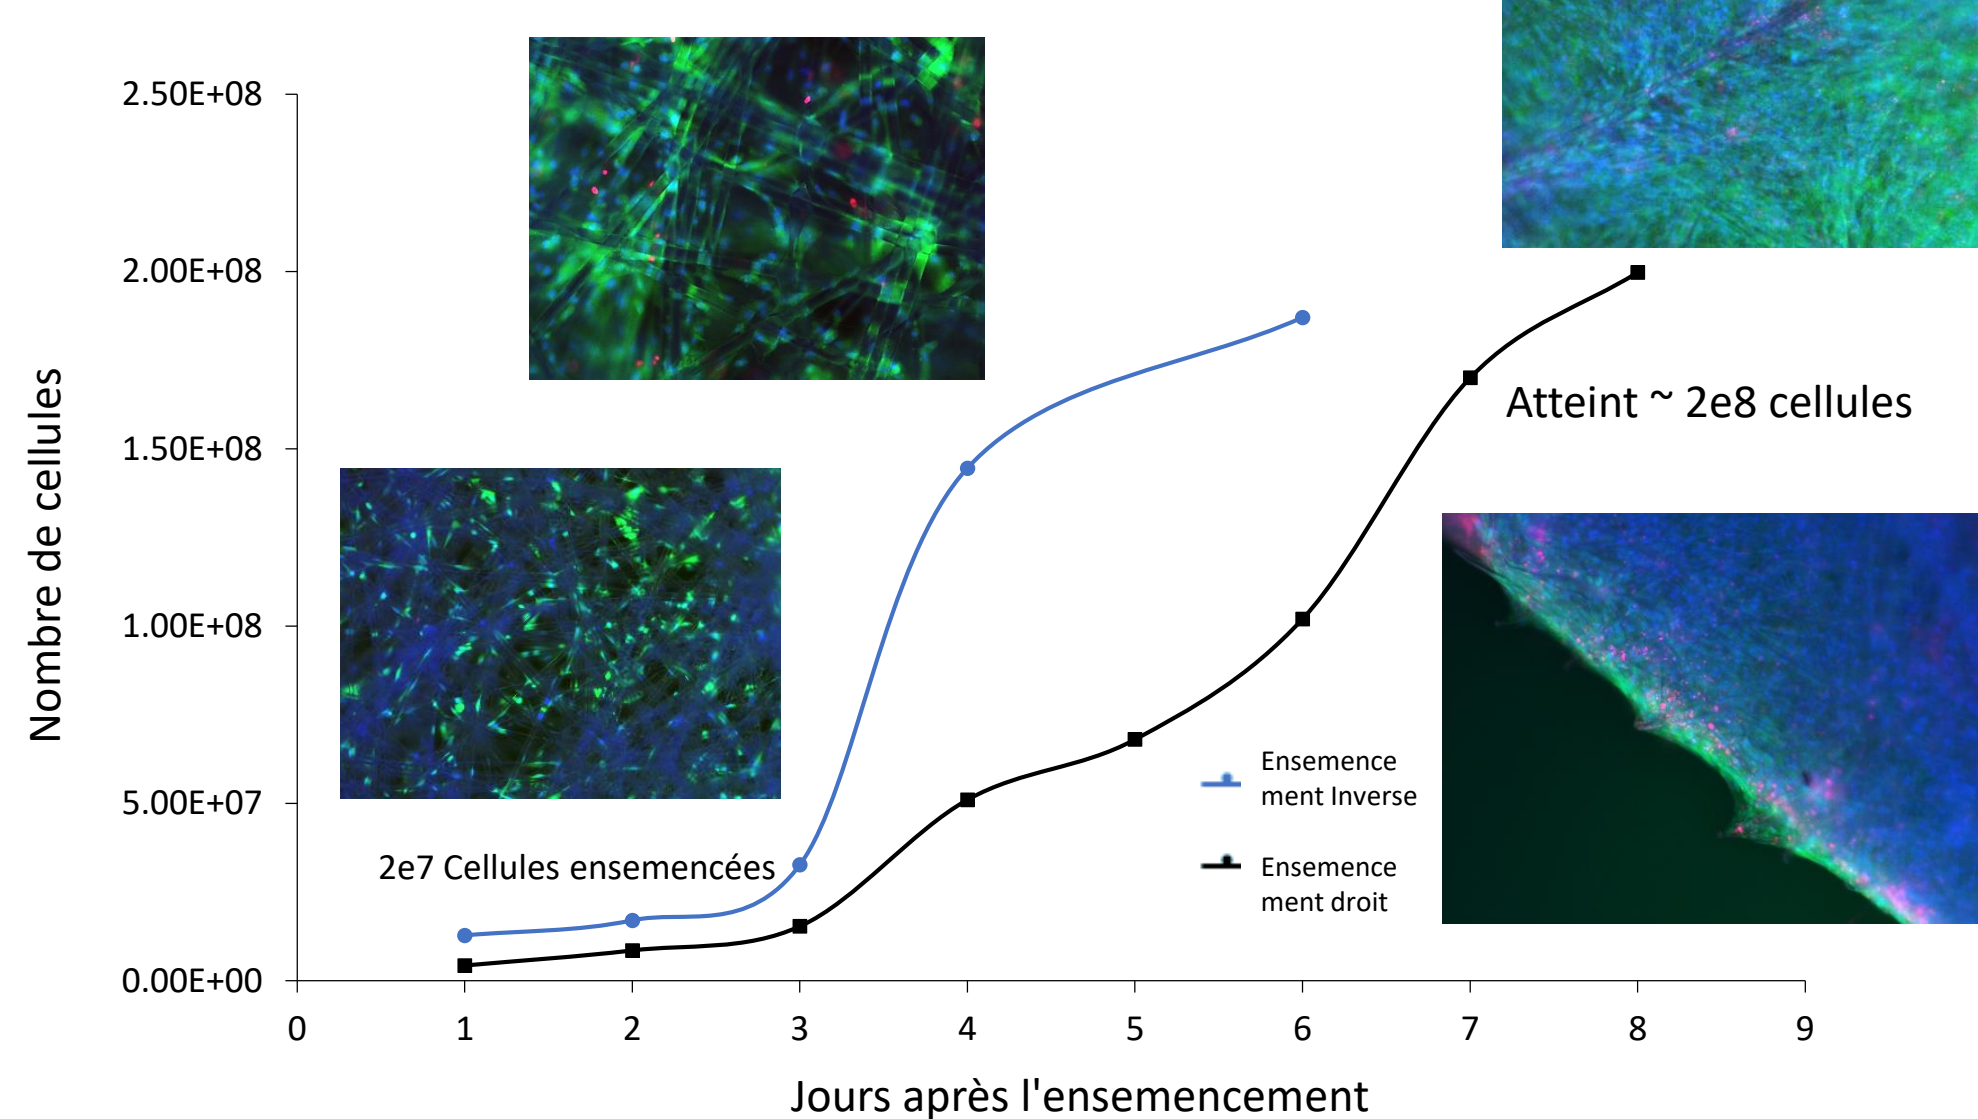 Nombre de cellules
2.50E+08
2.00E+08
1.50E+08
1.00E+08
5.00E+07
0.00E+00
0 1 2 3 4 5 6 7 8 9
Jours après l'ensemencement
2e7 Cellules ensemencées
Atteint ~ 2e8 cellules
Ensemence
ment Inverse
Ensemence
ment droit